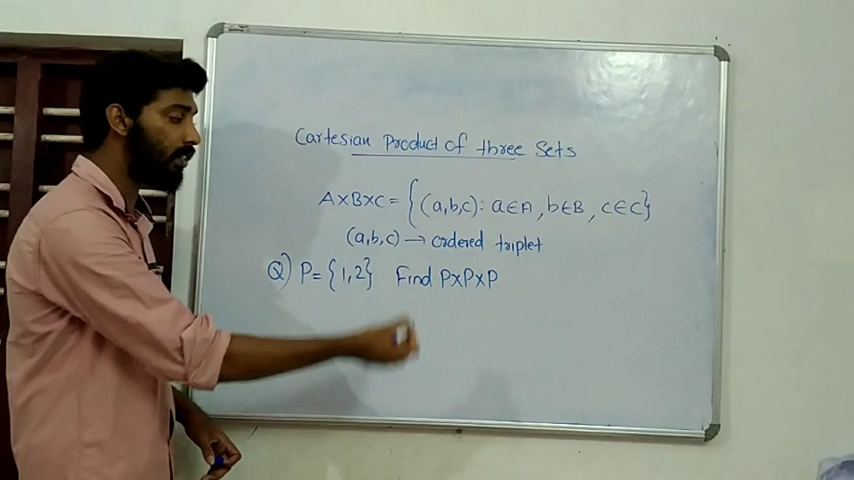 Cartesian Product of three Sets
A×B×C = {(a,b,c): a∈A, b∈B, c∈C}
(a,b,c) → ordered triplet
Q) P = {1,2} Find P×P×P